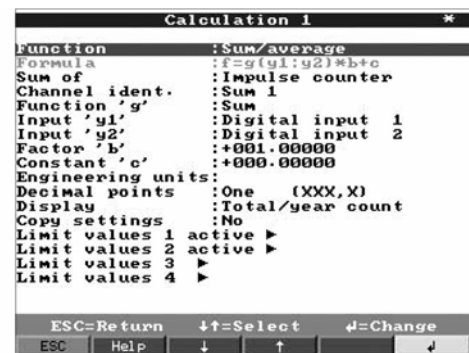 Calculation 1 *
Function :Sum/average
Formula :f=g(y1;y2)*b+c
Sum of :Impulse counter
Channel ident. :Sum 1
Function 'g' :Sum
Input 'y1' :Digital input 1
Input 'y2' :Digital input 2
Factor 'b' :+001.00000
Constant 'c' :+000.00000
Engineering units:
Decimal points :One (XXX,X)
Display :Total/year count
Copy settings :No
Limit values 1 active ►
Limit values 2 active ►
Limit values 3 ►
Limit values 4 ►
ESC=Return ↓↑=Select ↲=Change
ESC Help ↓ ↑ ↲